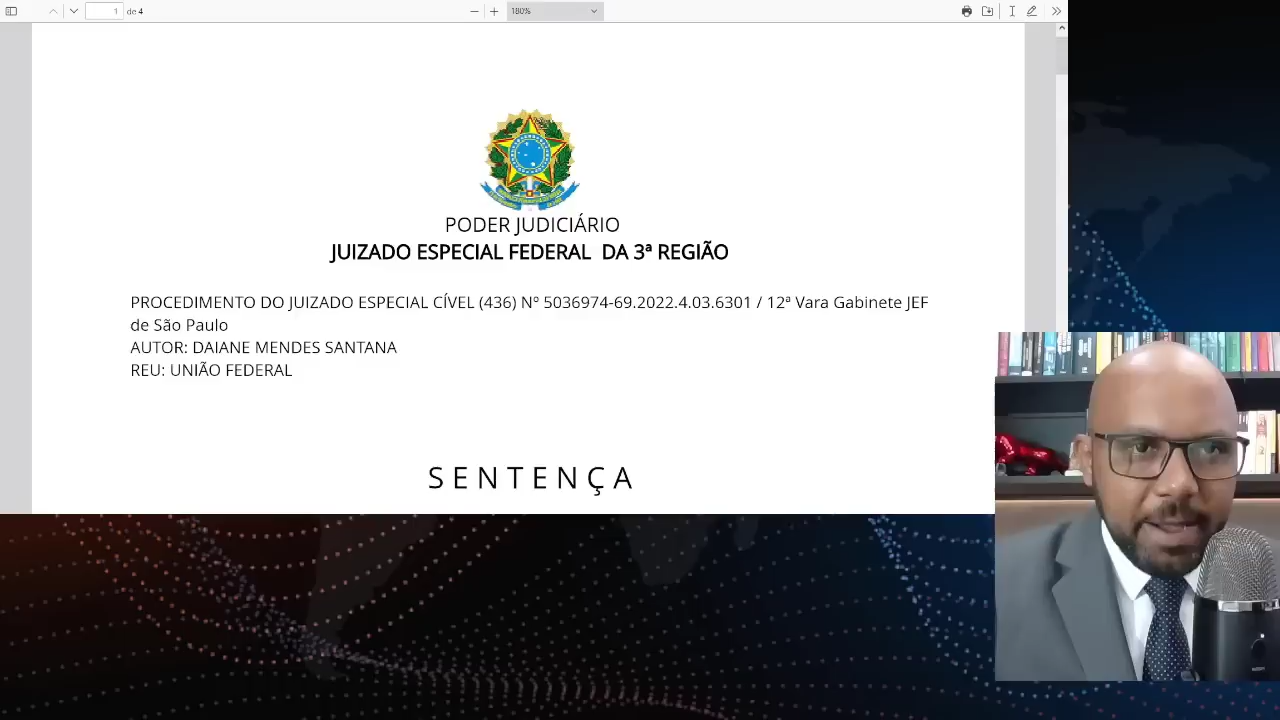 1 de 4
180%
PODER JUDICIÁRIO
JUIZADO ESPECIAL FEDERAL DA 3ª REGIÃO
PROCEDIMENTO DO JUIZADO ESPECIAL CÍVEL (436) Nº 5036974-69.2022.4.03.6301 / 12ª Vara Gabinete JEF
de São Paulo
AUTOR: DAIANE MENDES SANTANA
REU: UNIÃO FEDERAL
S E N T E N Ç A